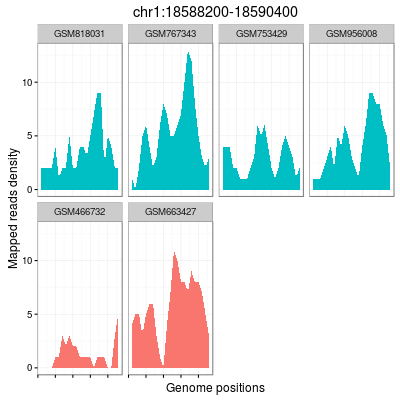 chr1:18588200-18590400
GSM818031 GSM767343 GSM753429 GSM956008
10
5
0
GSM466732 GSM663427
10
5
0
Mapped reads density
Genome positions